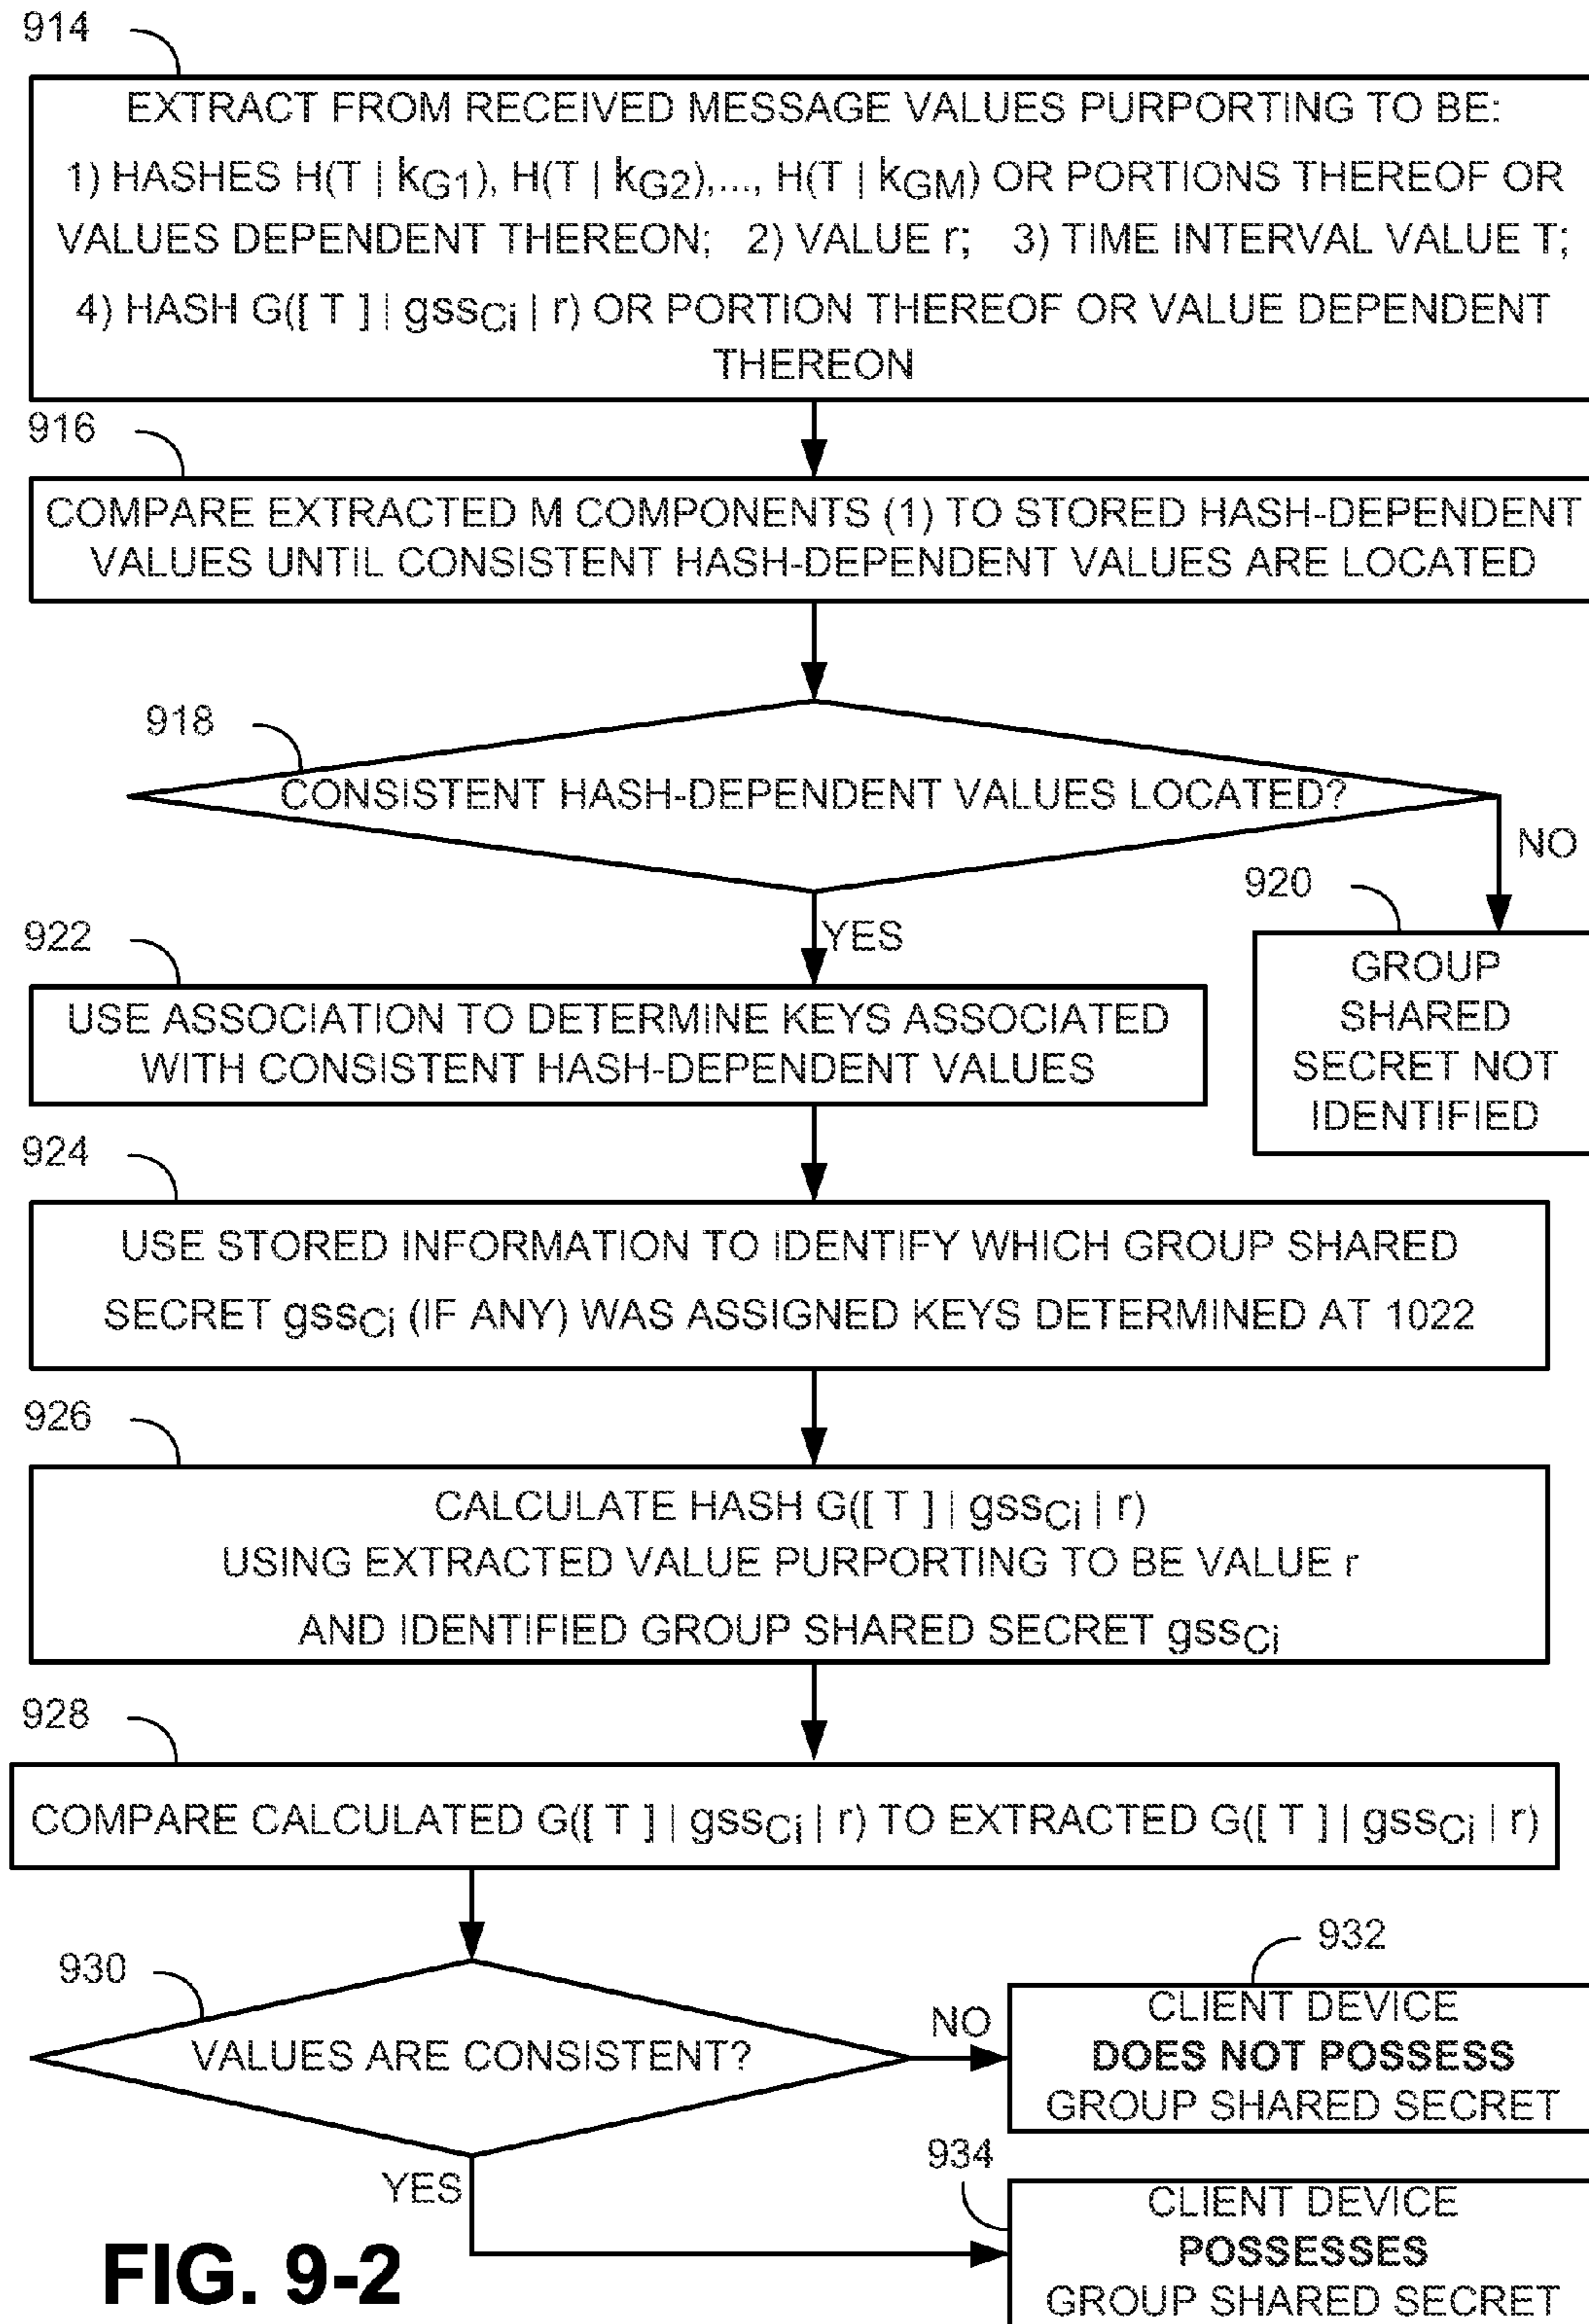 914
EXTRACT FROM RECEIVED MESSAGE VALUES PURPORTING TO BE:
1) HASHES H(T | kG1), H(T | kG2),..., H(T | kGM) OR PORTIONS THEREOF OR
VALUES DEPENDENT THEREON; 2) VALUE r; 3) TIME INTERVAL VALUE T;
4) HASH G([ T ] | gssCi | r) OR PORTION THEREOF OR VALUE DEPENDENT
THEREON
916
COMPARE EXTRACTED M COMPONENTS (1) TO STORED HASH-DEPENDENT
VALUES UNTIL CONSISTENT HASH-DEPENDENT VALUES ARE LOCATED
918
CONSISTENT HASH-DEPENDENT VALUES LOCATED?
NO
920
GROUP
SHARED
SECRET NOT
IDENTIFIED
YES
922
USE ASSOCIATION TO DETERMINE KEYS ASSOCIATED
WITH CONSISTENT HASH-DEPENDENT VALUES
924
USE STORED INFORMATION TO IDENTIFY WHICH GROUP SHARED
SECRET gssCi (IF ANY) WAS ASSIGNED KEYS DETERMINED AT 1022
926
CALCULATE HASH G([ T ] | gssCi | r)
USING EXTRACTED VALUE PURPORTING TO BE VALUE r
AND IDENTIFIED GROUP SHARED SECRET gssCi
928
COMPARE CALCULATED G([ T ] | gssCi | r) TO EXTRACTED G([ T ] | gssCi | r)
930
VALUES ARE CONSISTENT?
NO
932
CLIENT DEVICE
DOES NOT POSSESS
GROUP SHARED SECRET
YES
934
CLIENT DEVICE
POSSESSES
GROUP SHARED SECRET
FIG. 9-2